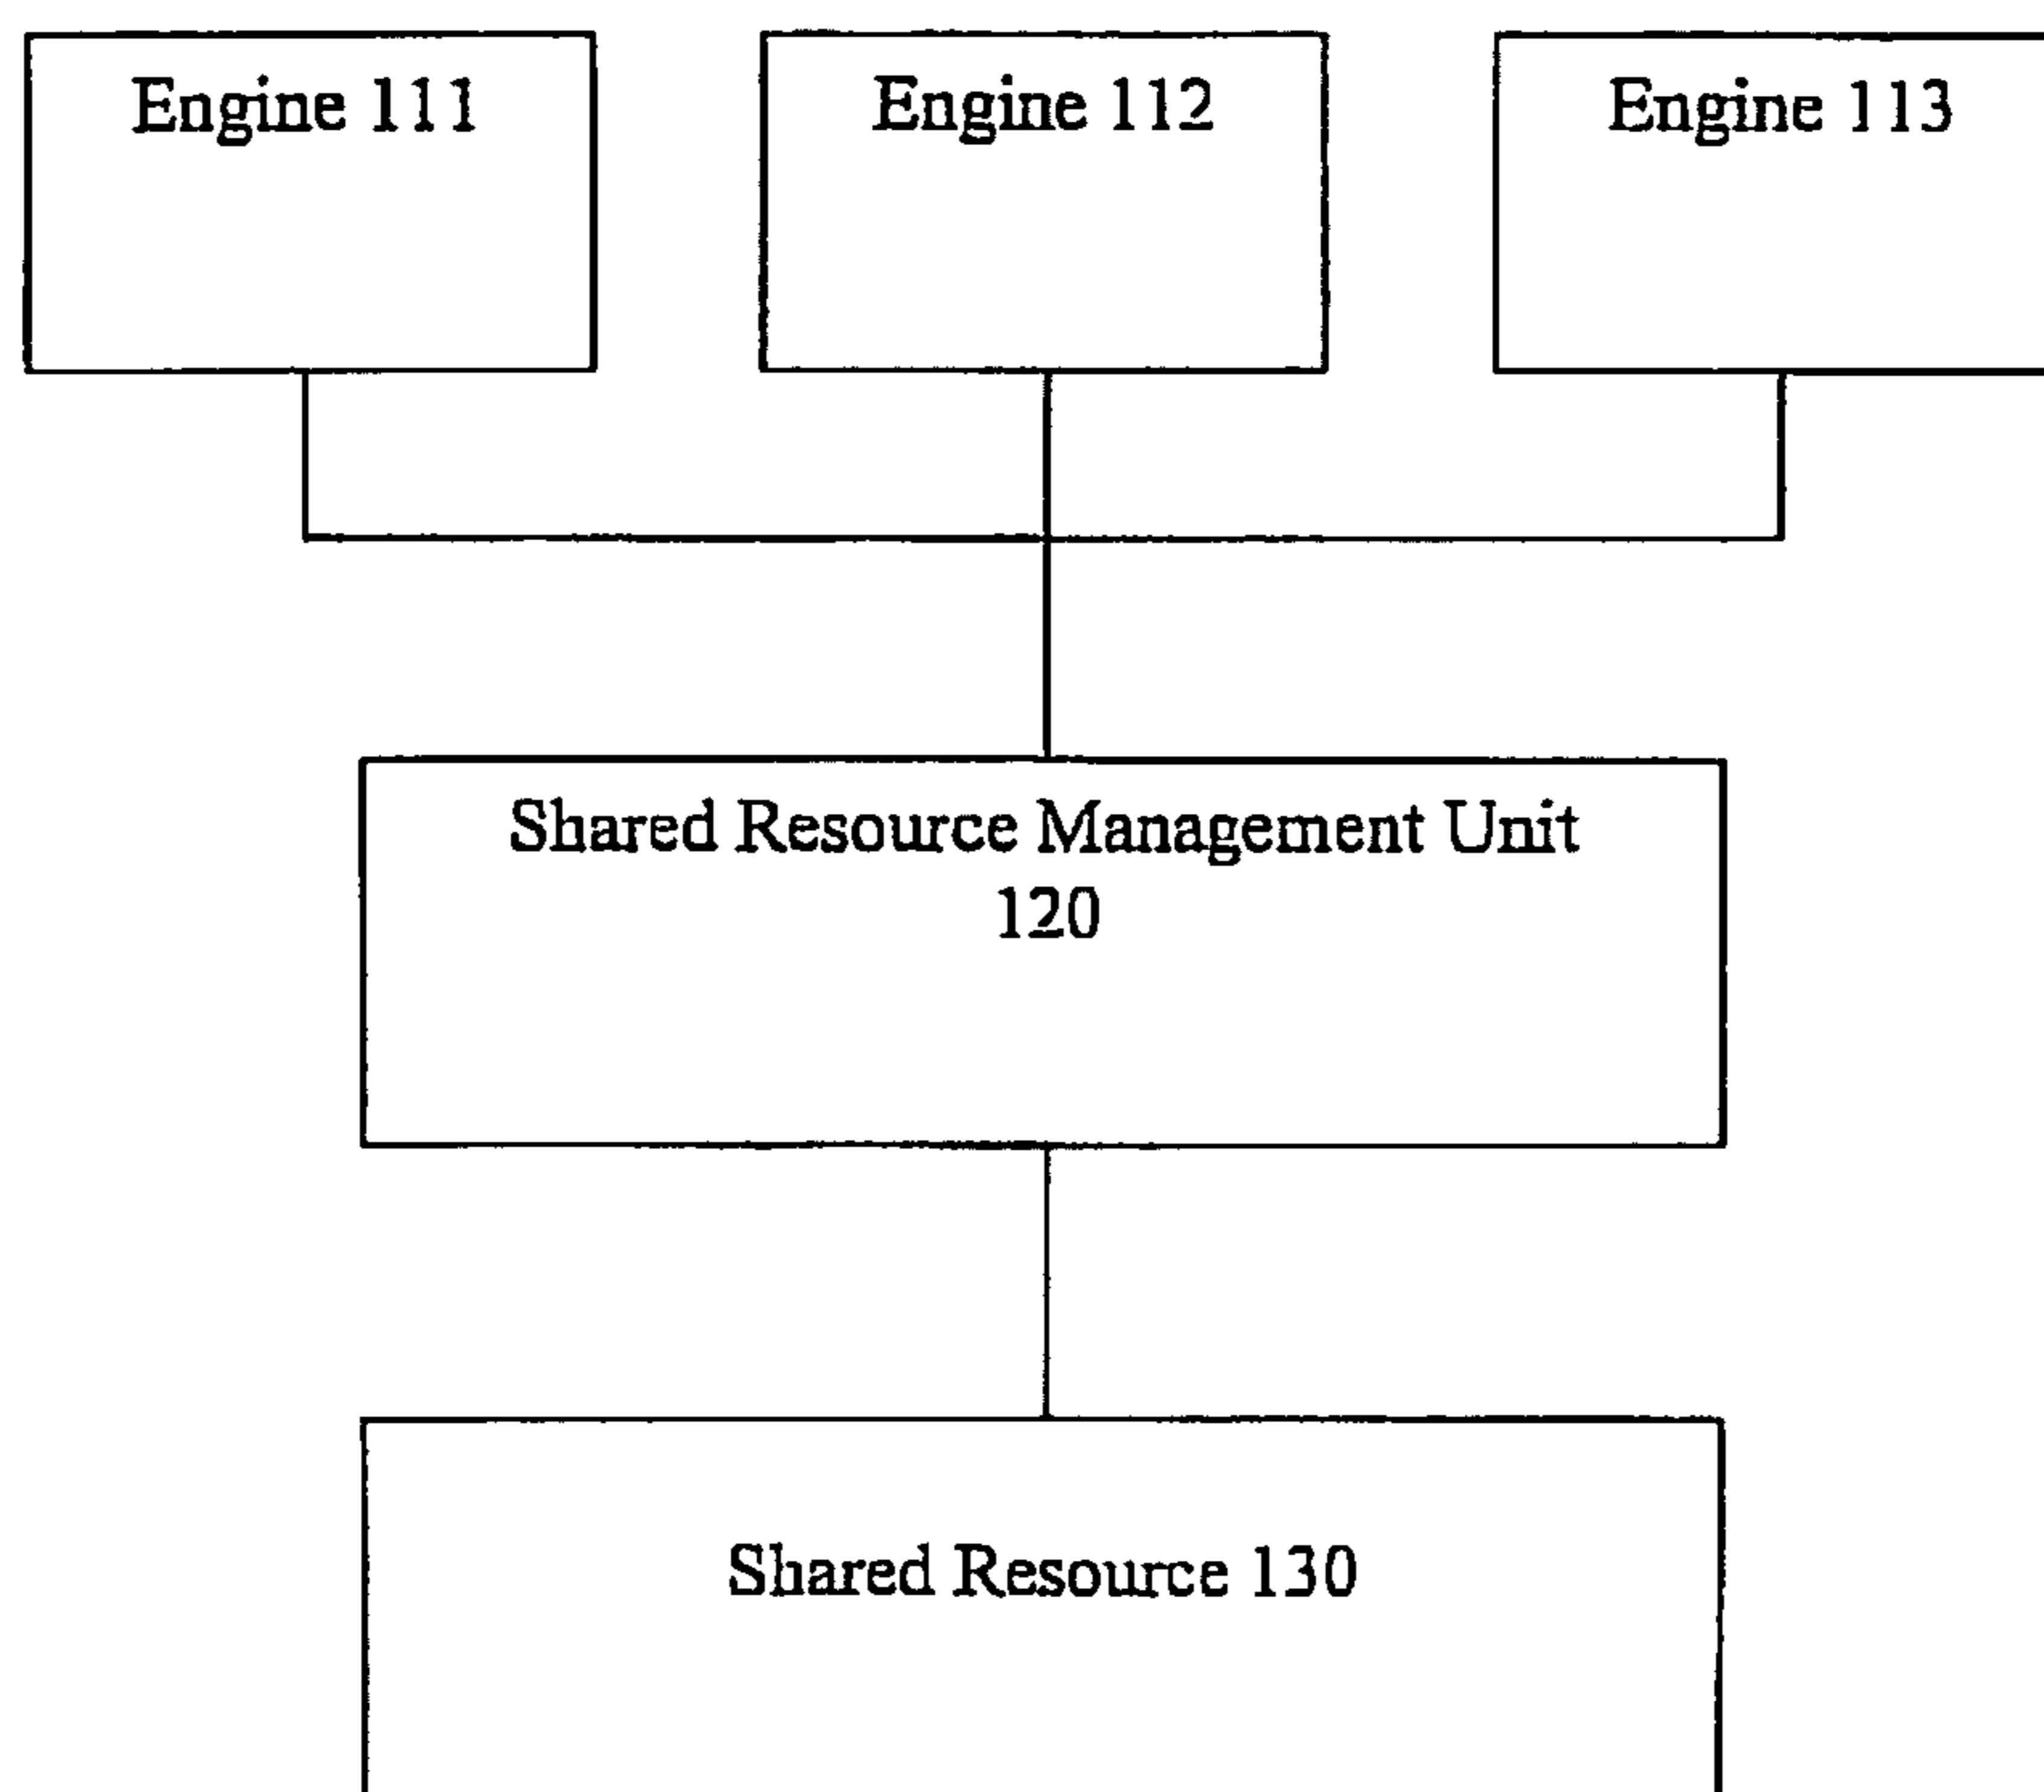 Engine 111
Engine 112
Engine 113
Shared Resource Management Unit
120
Shared Resource 130